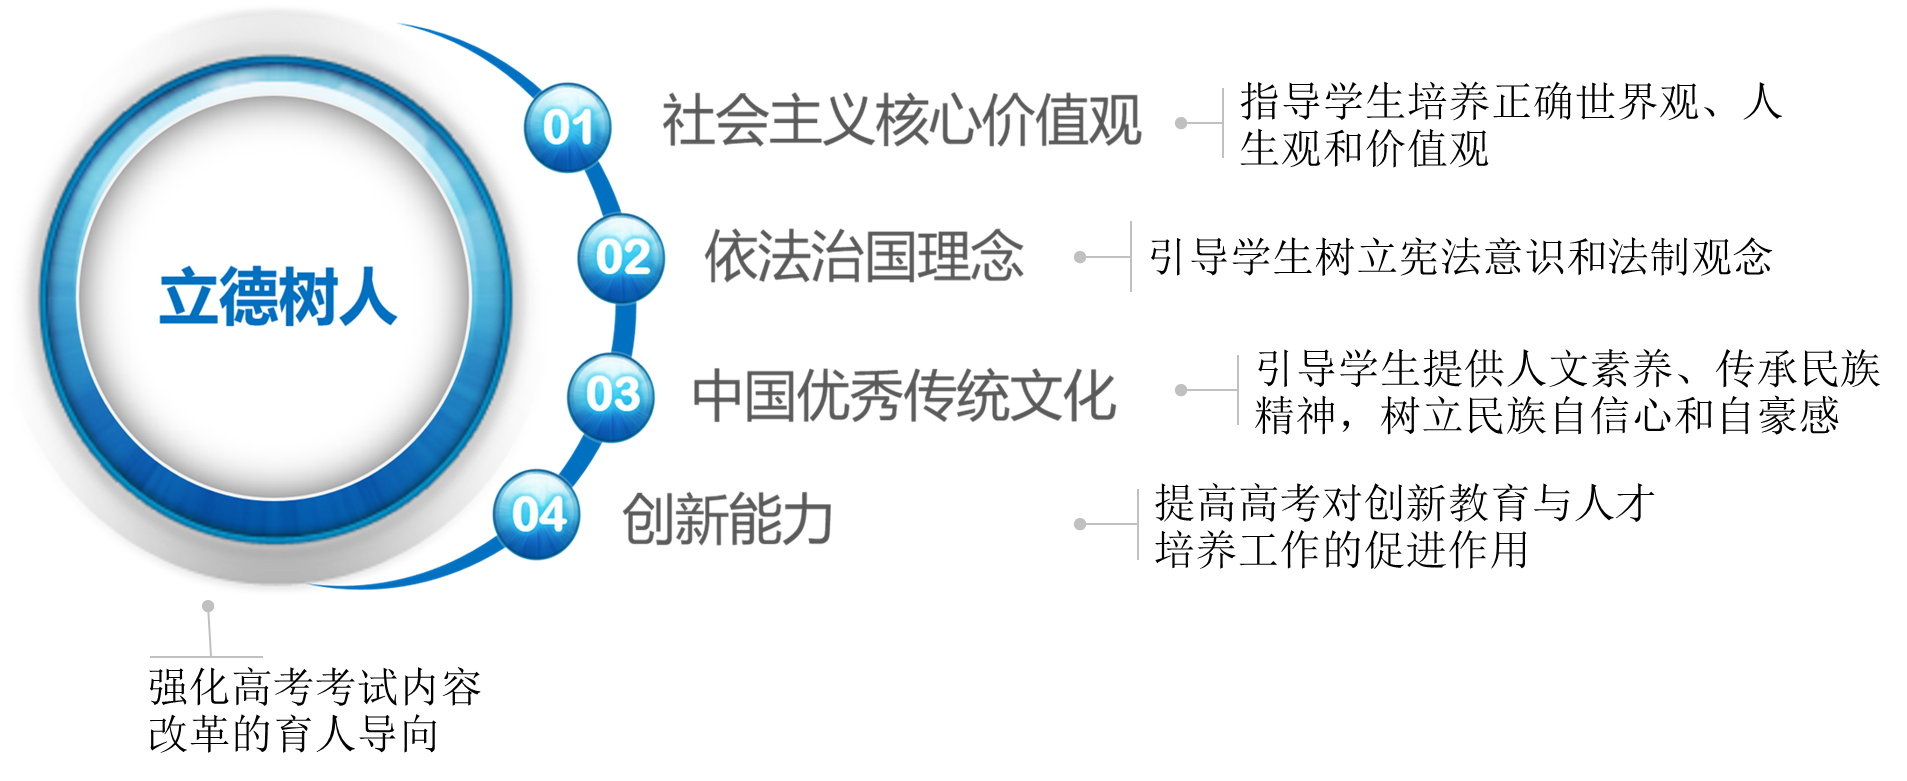 立德树人
01
社会主义核心价值观
指导学生培养正确世界观、人
生观和价值观
02
依法治国理念
引导学生树立宪法意识和法制观念
03
中国优秀传统文化
引导学生提供人文素养、传承民族
精神，树立民族自信心和自豪感
04
创新能力
提高高考对创新教育与人才
培养工作的促进作用
强化高考考试内容
改革的育人导向